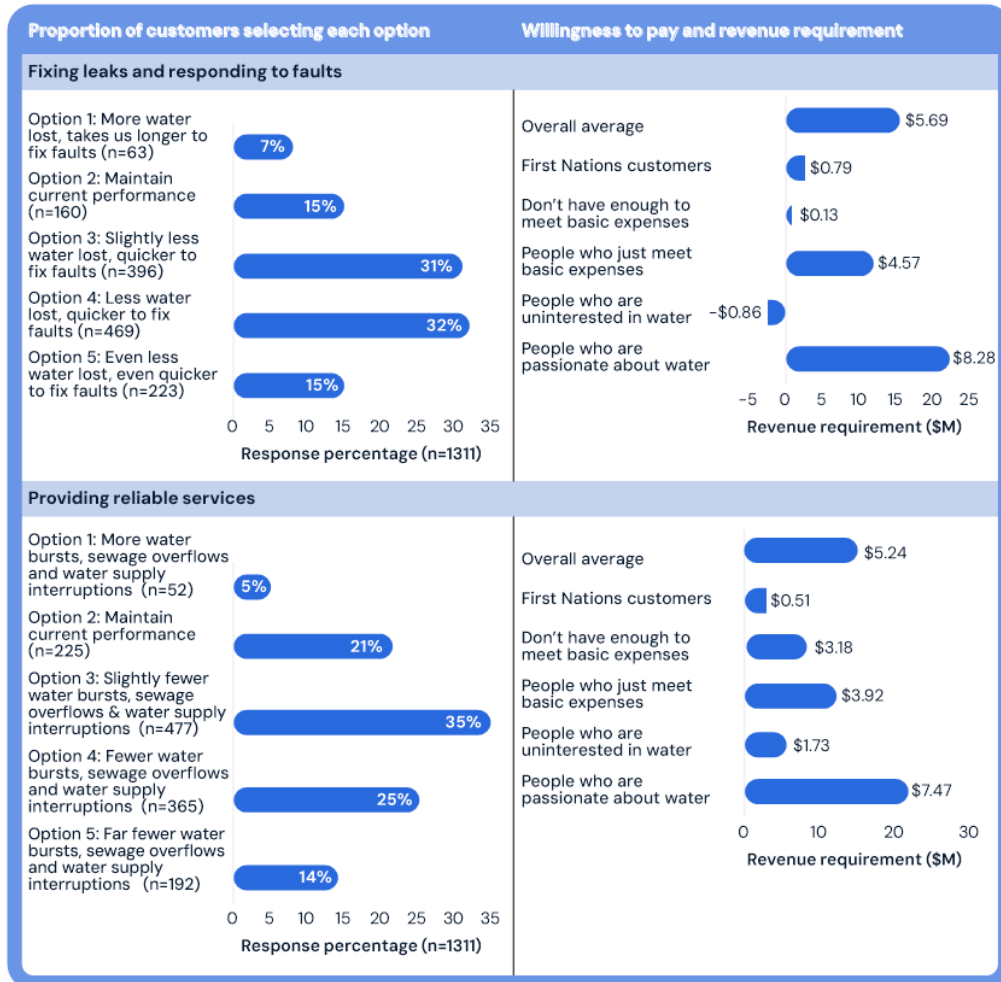 Proportion of customers selecting each option
Willingness to pay and revenue requirement
Fixing leaks and responding to faults
Option 1: More water
lost, takes us longer to
fix faults (n=63)
7%
Option 2: Maintain
current performance
(n=160)
15%
Option 3: Slightly less
water lost, quicker to
fix faults (n=396)
31%
Option 4: Less water
lost, quicker to fix
faults (n=469)
32%
Option 5: Even less
water lost, even quicker
to fix faults (n=223)
15%
0 5 10 15 20 25 30 35
Response percentage (n=1311)
Overall average
$5.69
First Nations customers
$0.79
Don't have enough to
meet basic expenses
$0.13
People who just meet
basic expenses
$4.57
People who are
uninterested in water
-$0.86
People who are
passionate about water
$8.28
-5 0 5 10 15 20 25
Revenue requirement ($M)
Providing reliable services
Option 1: More water
bursts, sewage overflows
and water supply
interruptions (n=52)
5%
Option 2: Maintain
current performance
(n=225)
21%
Option 3: Slightly fewer
water bursts, sewage
overflows & water supply
interruptions (n=477)
35%
Option 4: Fewer water
bursts, sewage overflows
and water supply
interruptions (n=365)
25%
Option 5: Far fewer water
bursts, sewage overflows
and water supply
interruptions (n=192)
14%
0 5 10 15 20 25 30 35
Response percentage (n=1311)
Overall average
$5.24
First Nations customers
$0.51
Don't have enough to
meet basic expenses
$3.18
People who just meet
basic expenses
$3.92
People who are
uninterested in water
$1.73
People who are
passionate about water
$7.47
0 10 20 30
Revenue requirement ($M)